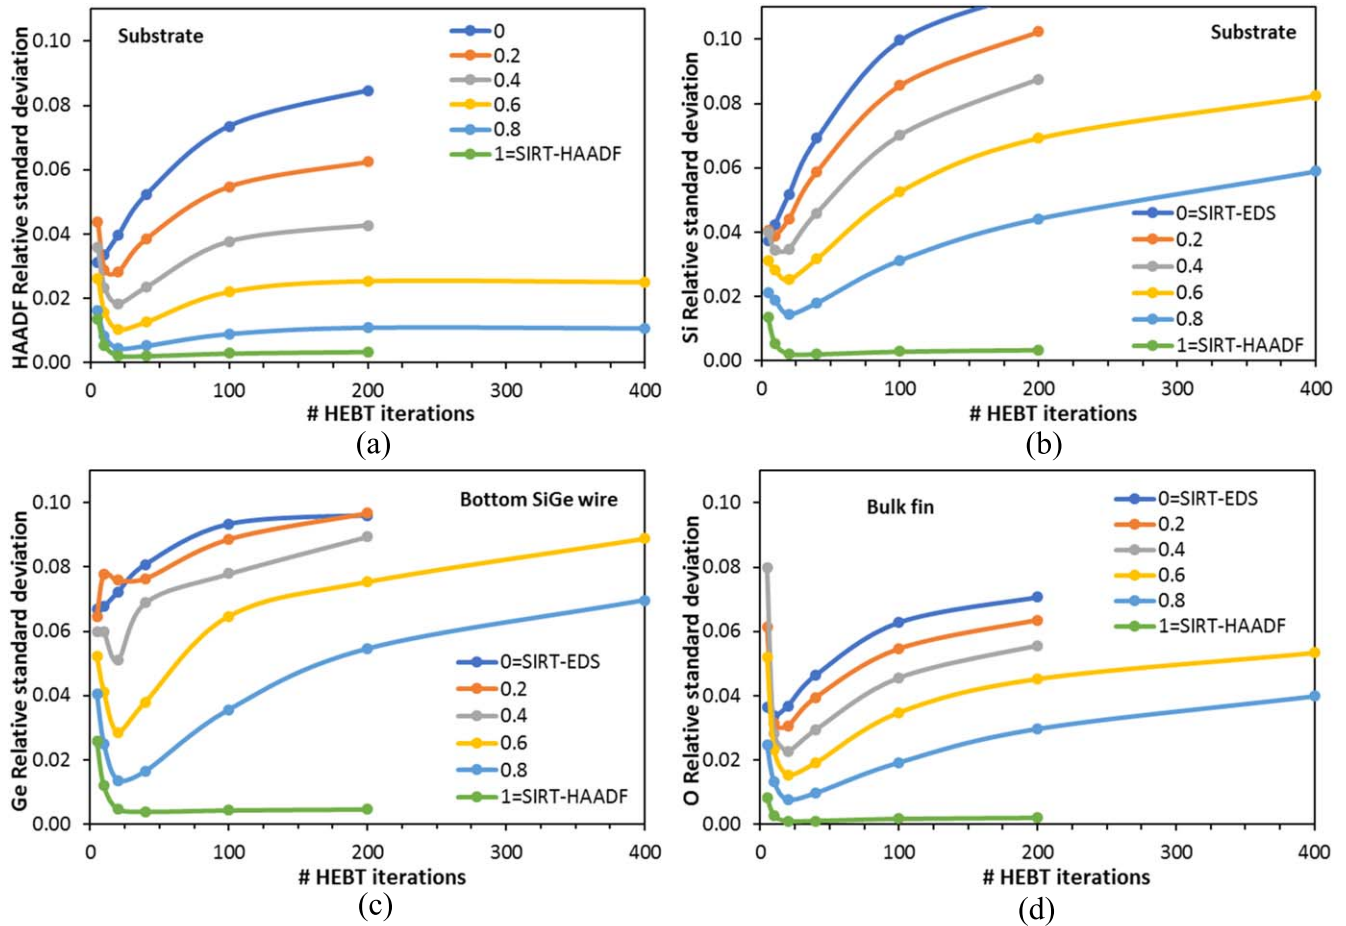 HAADF Relative standard deviation
0.10
0.08
0.06
0.04
0.02
0.00
Substrate
0
0.2
0.4
0.6
0.8
1=SIRT-HAADF
0 100 200 300 400
# HEBT iterations
(a)
Si Relative standard deviation
0.10
0.08
0.06
0.04
0.02
0.00
Substrate
0=SIRT-EDS
0.2
0.4
0.6
0.8
1=SIRT-HAADF
0 100 200 300 400
# HEBT iterations
(b)
Ge Relative standard deviation
0.10
0.08
0.06
0.04
0.02
0.00
Bottom SiGe wire
0=SIRT-EDS
0.2
0.4
0.6
0.8
1=SIRT-HAADF
0 100 200 300 400
# HEBT iterations
(c)
O Relative standard deviation
0.10
0.08
0.06
0.04
0.02
0.00
Bulk fin
0=SIRT-EDS
0.2
0.4
0.6
0.8
1=SIRT-HAADF
0 100 200 300 400
# HEBT iterations
(d)